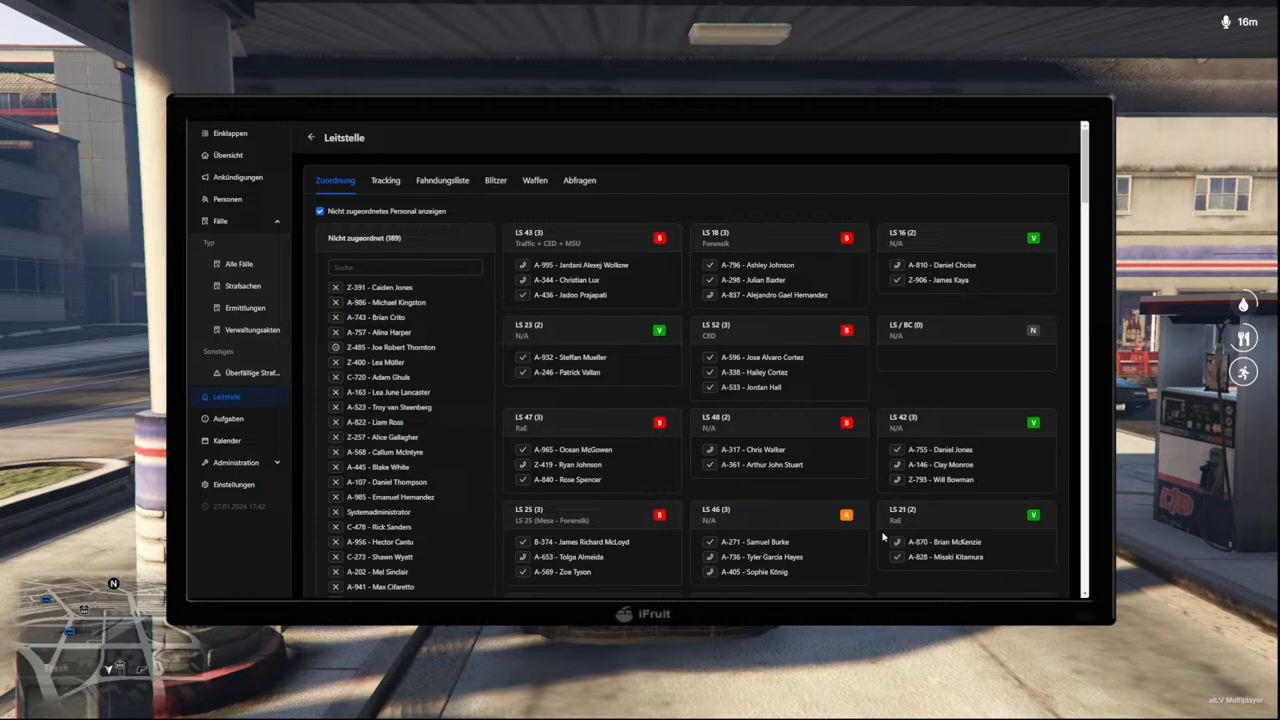 16m
Einklappen
Übersicht
Ankündigungen
Personen
Fälle
Typ
Alle Fälle
Strafsachen
Ermittlungen
Verwaltungsakten
Sonstiges
Überfällige Straf...
Leitstelle
Aufgaben
Kalender
Administration
Einstellungen
27.01.2024 17:42
Leitstelle
Zuordnung Tracking Fahndungsliste Blitzer Waffen Abfragen
Nicht zugeordnetes Personal anzeigen
Nicht zugeordnet (189)
Suche
Z-391 - Caiden Jones
A-986 - Michael Kingston
A-743 - Brian Crito
A-757 - Alina Harper
Z-485 - Joe Robert Thornton
Z-400 - Lea Müller
C-720 - Adam Ghuls
A-163 - Lea June Lancaster
A-523 - Troy van Steenberg
A-822 - Liam Ross
Z-257 - Alice Gallagher
A-568 - Callum McIntyre
A-445 - Blake White
A-107 - Daniel Thompson
A-985 - Emanuel Hernandez
Systemadministrator
C-478 - Rick Sanders
A-956 - Hector Cantu
C-273 - Shawn Wyatt
A-202 - Mel Sinclair
A-941 - Max Cifaretto
LS 43 (3)
Traffic + CED + MSU
B
A-995 - Jardani Alexej Wolkow
A-344 - Christian Lux
A-436 - Jadoo Prajapati
LS 18 (3)
Forensik
B
A-796 - Ashley Johnson
A-298 - Julian Baxter
A-837 - Alejandro Gael Hernandez
LS 16 (2)
N/A
V
A-810 - Daniel Choise
Z-906 - James Kaya
LS 23 (2)
N/A
V
A-932 - Steffan Mueller
A-246 - Patrick Vallan
LS 52 (3)
CED
B
A-596 - Jose Alvaro Cortez
A-338 - Hailey Cortez
A-533 - Jordan Hall
LS / BC (0)
N/A
N
LS 47 (3)
RaE
B
A-965 - Ocean McGowen
Z-419 - Ryan Johnson
A-840 - Rose Spencer
LS 48 (2)
N/A
B
A-317 - Chris Walker
A-361 - Arthur John Stuart
LS 42 (3)
N/A
V
A-755 - Daniel Jones
A-146 - Clay Monroe
Z-793 - Will Bowman
LS 25 (3)
LS 25 (Mesa - Forensik)
B
B-374 - James Richard McLoyd
A-653 - Tolga Almeida
A-569 - Zoe Tyson
LS 46 (3)
N/A
A
A-271 - Samuel Burke
A-736 - Tyler Garcia Hayes
A-405 - Sophie König
LS 21 (2)
RaE
V
A-870 - Brian McKenzie
A-828 - Misaki Kitamura
iFruit
N
alt:V Multiplayer